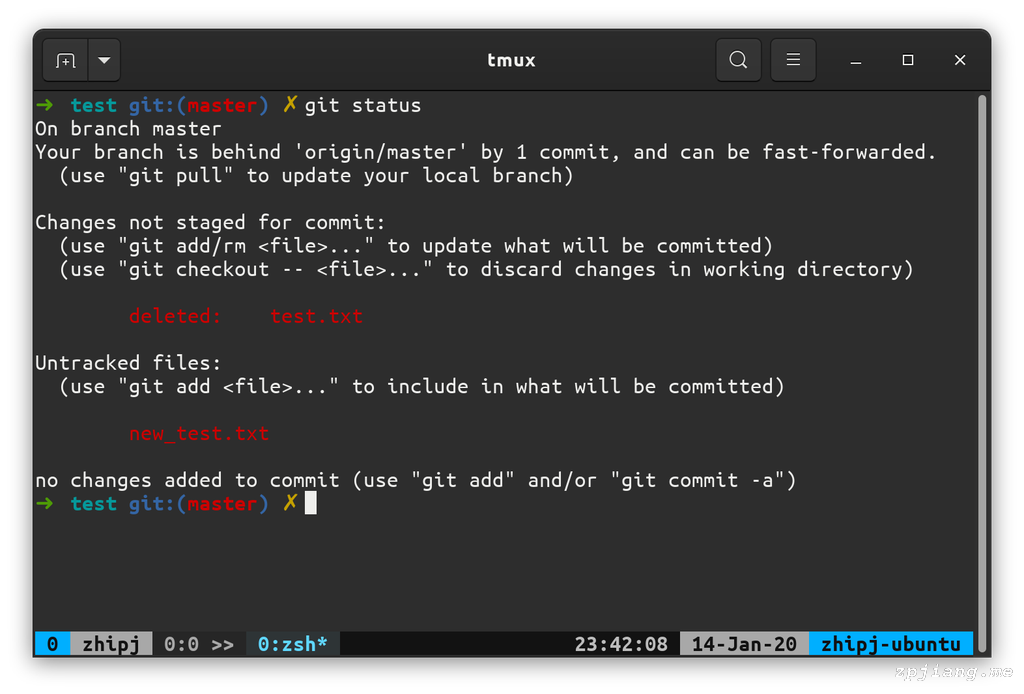 tmux
➜ test git:(master) ✗ git status
On branch master
Your branch is behind 'origin/master' by 1 commit, and can be fast-forwarded.
  (use "git pull" to update your local branch)
Changes not staged for commit:
  (use "git add/rm <file>..." to update what will be committed)
  (use "git checkout -- <file>..." to discard changes in working directory)
        deleted:    test.txt
Untracked files:
  (use "git add <file>..." to include in what will be committed)
        new_test.txt
no changes added to commit (use "git add" and/or "git commit -a")
➜ test git:(master) ✗
0 zhipj 0:0 >> 0:zsh* 23:42:08 14-Jan-20 zhipj-ubuntu
zpjiang.me